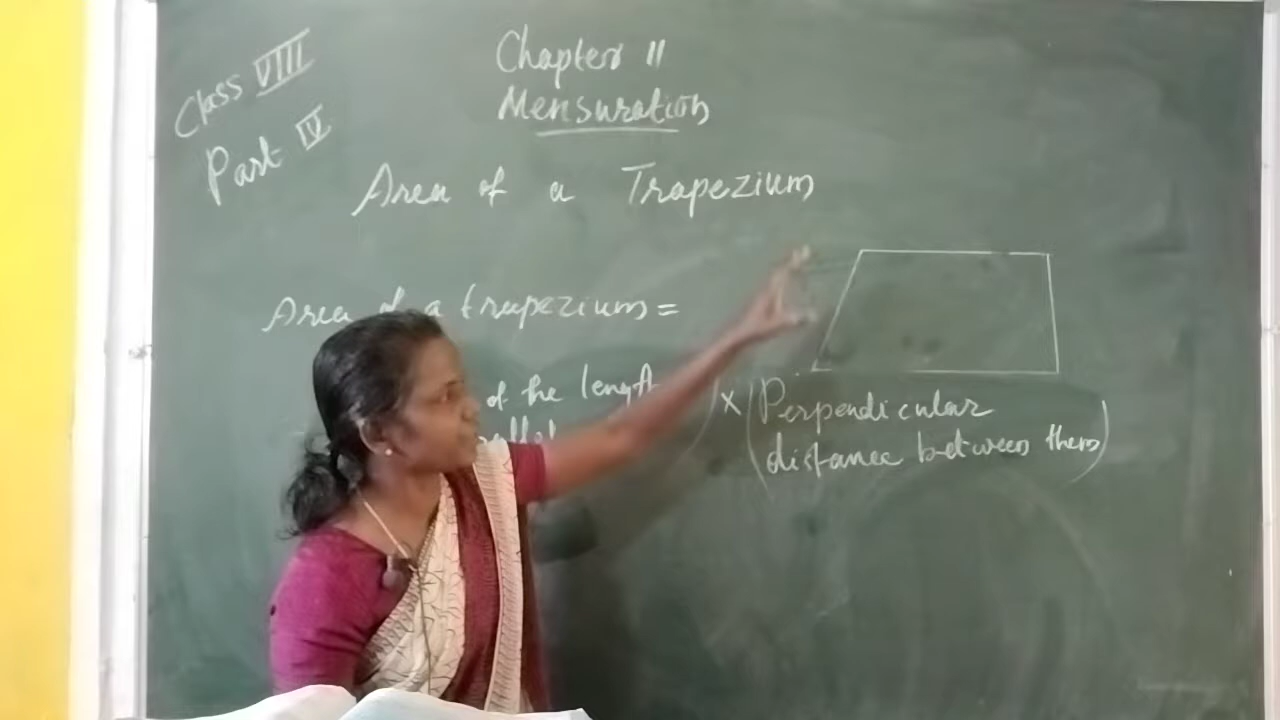 Class VIII
Part IV
Chapter 11
Mensuration
Area of a Trapezium
Area of a trapezium =
of the length
) × (Perpendicular
distance between them)